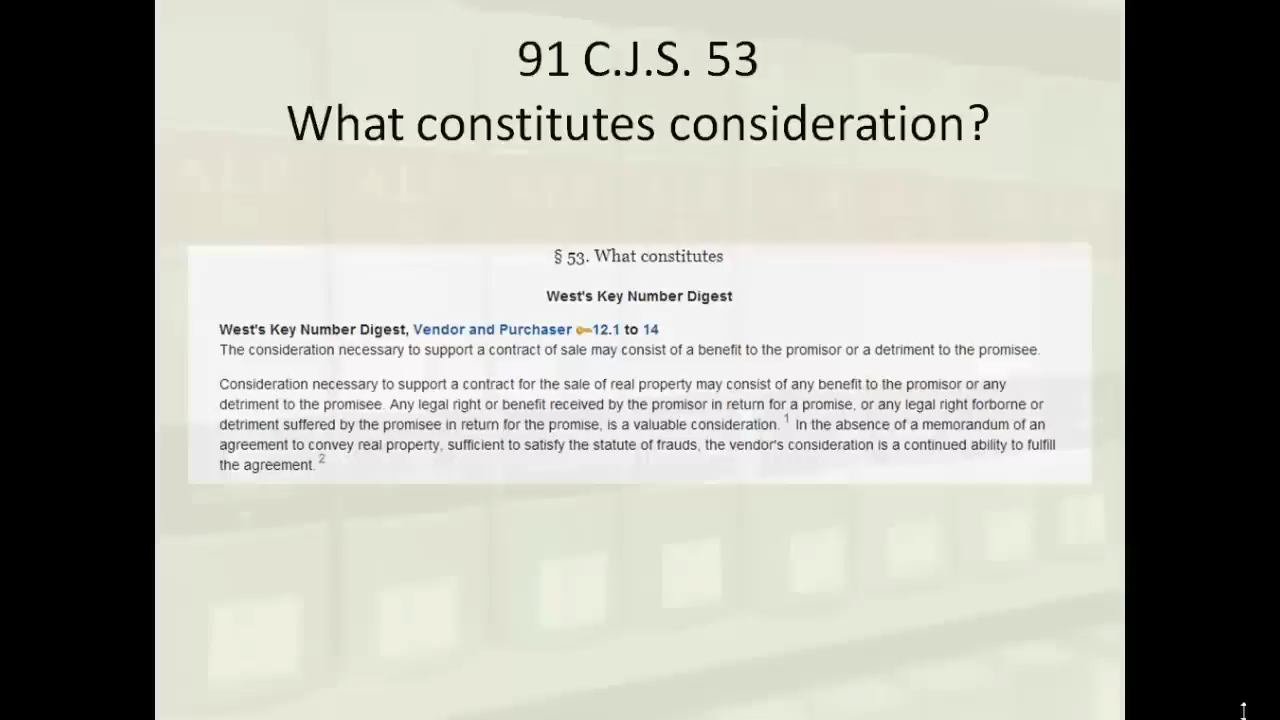 91 C.J.S. 53
What constitutes consideration?
§ 53. What constitutes
West's Key Number Digest
West's Key Number Digest, Vendor and Purchaser 12.1 to 14
The consideration necessary to support a contract of sale may consist of a benefit to the promisor or a detriment to the promisee.
Consideration necessary to support a contract for the sale of real property may consist of any benefit to the promisor or any
detriment to the promisee. Any legal right or benefit received by the promisor in return for a promise, or any legal right forborne or
detriment suffered by the promisee in return for the promise, is a valuable consideration. 1 In the absence of a memorandum of an
agreement to convey real property, sufficient to satisfy the statute of frauds, the vendor's consideration is a continued ability to fulfill
the agreement. 2